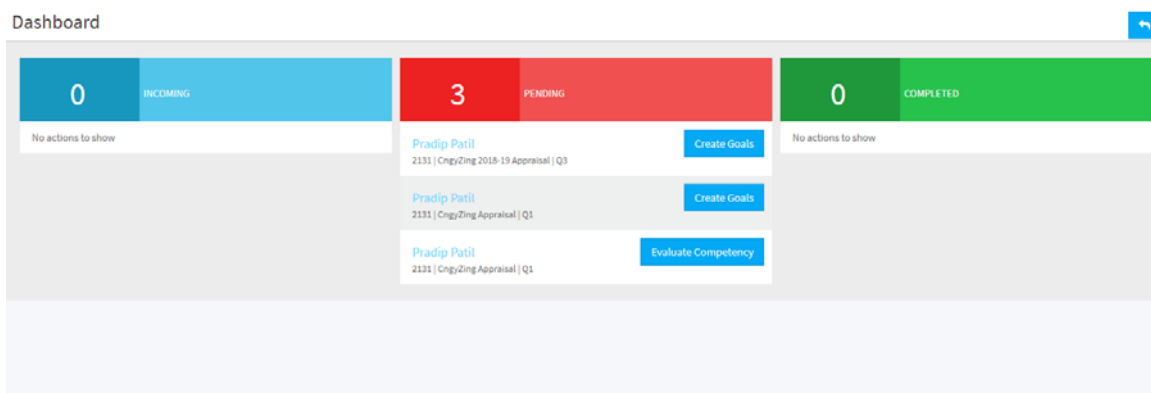 Dashboard
0
INCOMING
No actions to show
3
PENDING
Pradip Patil
2131 | CngyZing 2018-19 Appraisal | Q3
Create Goals
Pradip Patil
2131 | CngyZing Appraisal | Q1
Create Goals
Pradip Patil
2131 | CngyZing Appraisal | Q1
Evaluate Competency
0
COMPLETED
No actions to show